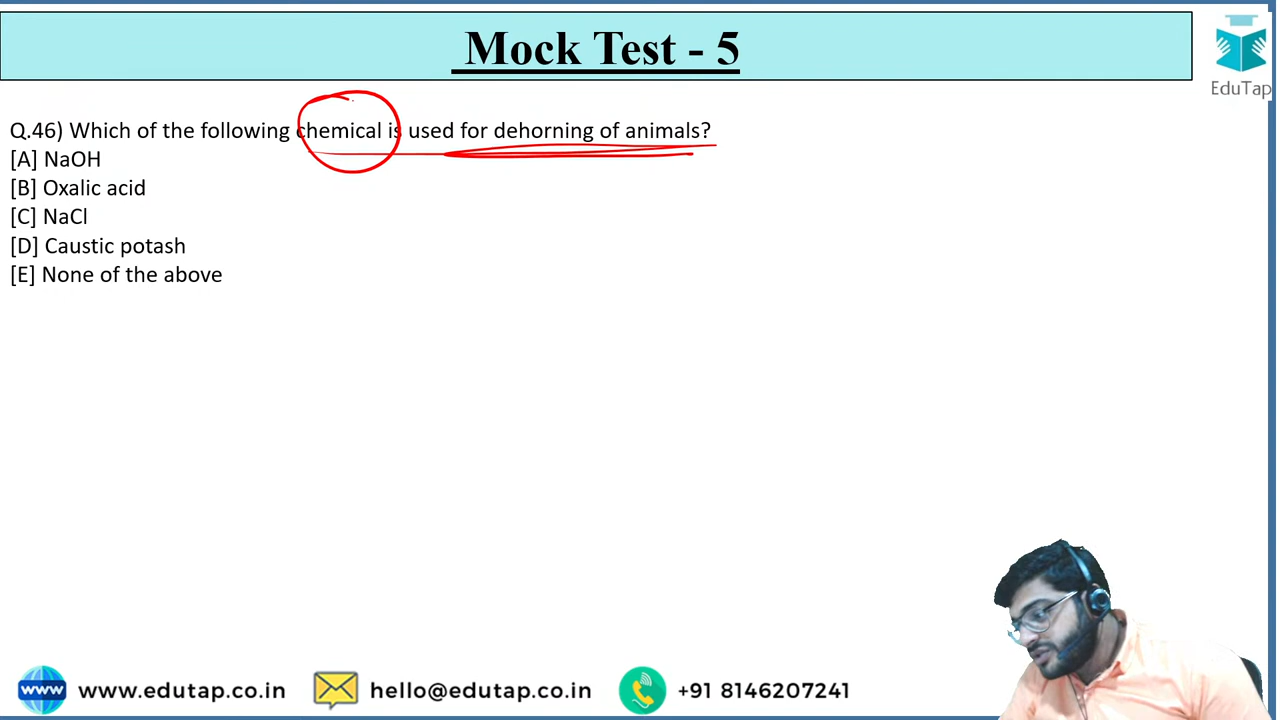 Mock Test - 5
EduTap
Q.46) Which of the following chemical is used for dehorning of animals?
[A] NaOH
[B] Oxalic acid
[C] NaCl
[D] Caustic potash
[E] None of the above
www www.edutap.co.in hello@edutap.co.in +91 8146207241